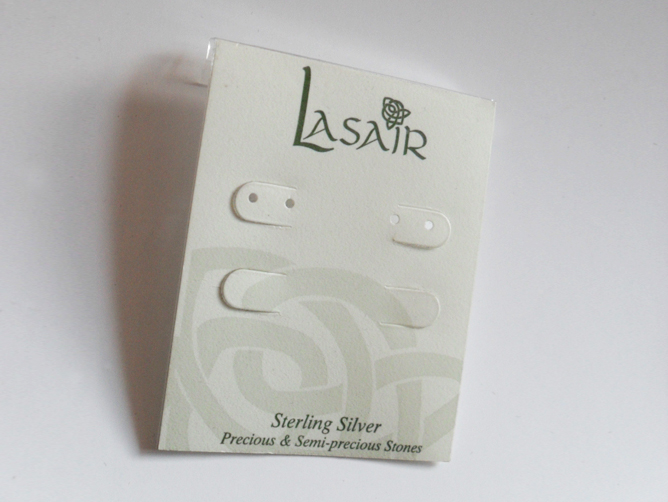 LASAIR
Sterling Silver
Precious & Semi-precious Stones